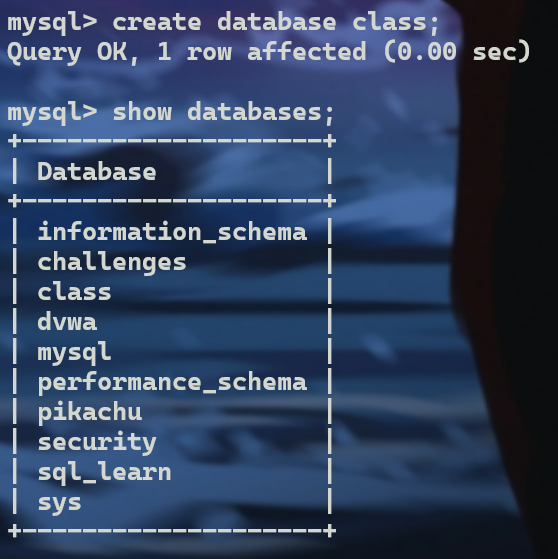 mysql> create database class;
Query OK, 1 row affected (0.00 sec)

mysql> show databases;
+--------------------+
| Database           |
+--------------------+
| information_schema |
| challenges         |
| class              |
| dvwa               |
| mysql              |
| performance_schema |
| pikachu            |
| security           |
| sql_learn          |
| sys                |
+--------------------+